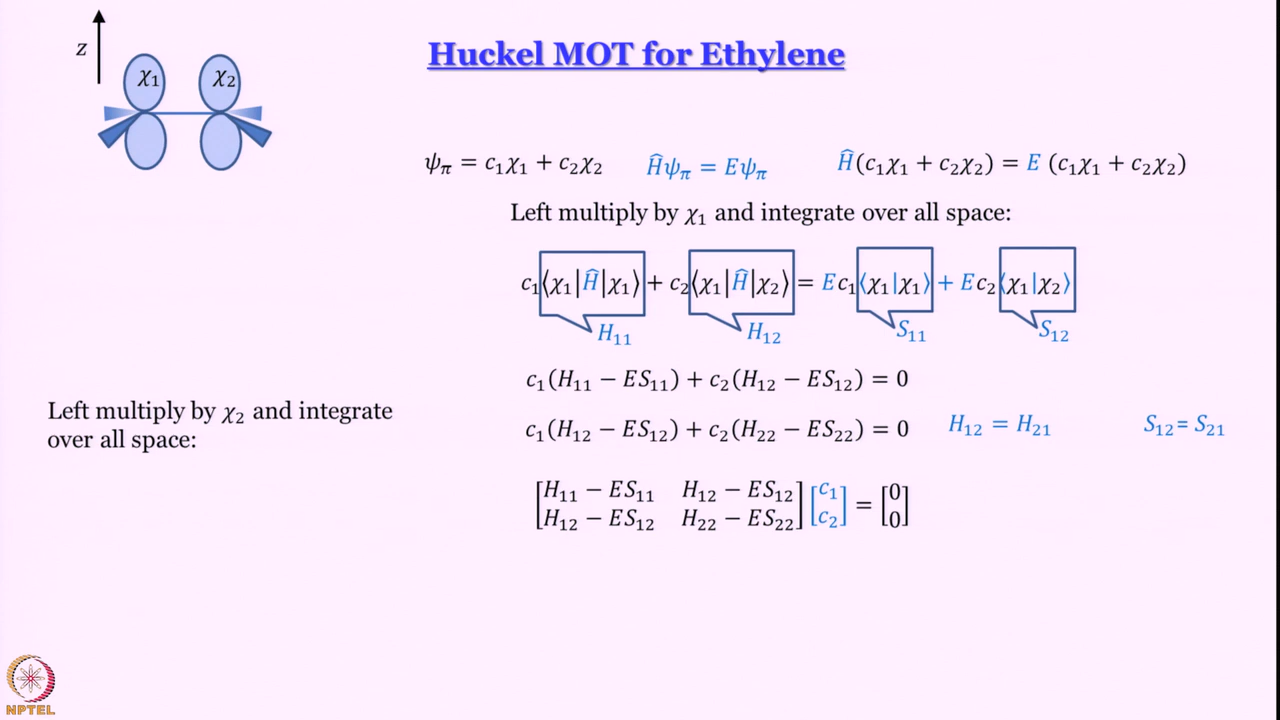 Huckel MOT for Ethylene
z
χ₁ χ₂
ψ_π = c₁χ₁ + c₂χ₂ Ĥψ_π = Eψ_π Ĥ(c₁χ₁ + c₂χ₂) = E (c₁χ₁ + c₂χ₂)
Left multiply by χ₁ and integrate over all space:
c₁⟨χ₁|Ĥ|χ₁⟩ + c₂⟨χ₁|Ĥ|χ₂⟩ = Ec₁⟨χ₁|χ₁⟩ + Ec₂⟨χ₁|χ₂⟩
H₁₁ H₁₂ S₁₁ S₁₂
c₁(H₁₁ − ES₁₁) + c₂(H₁₂ − ES₁₂) = 0
Left multiply by χ₂ and integrate
over all space:
c₁(H₁₂ − ES₁₂) + c₂(H₂₂ − ES₂₂) = 0 H₁₂ = H₂₁ S₁₂ = S₂₁
[H₁₁ − ES₁₁ H₁₂ − ES₁₂] [c₁] = [0]
[H₁₂ − ES₁₂ H₂₂ − ES₂₂] [c₂] [0]
NPTEL